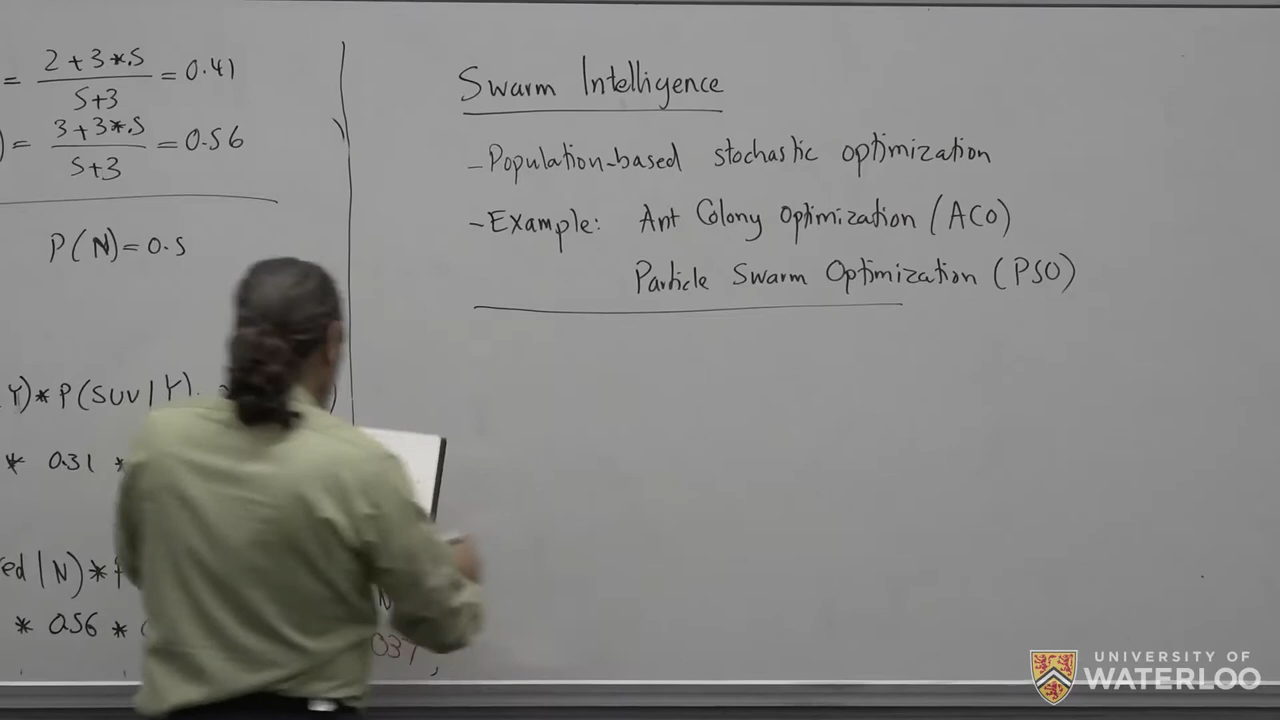 = 2 + 3 * .5 / 5+3 = 0.41
) = 3 + 3 * .5 / 5+3 = 0.56
P(N) = 0.5
Y) * P(SUV | Y)
* 0.31 *
red | N) *
* 0.56 *
037
Swarm Intelligence
- Population-based stochastic optimization
- Example: Ant Colony Optimization (ACO)
Particle Swarm Optimization (PSO)
UNIVERSITY OF
WATERLOO